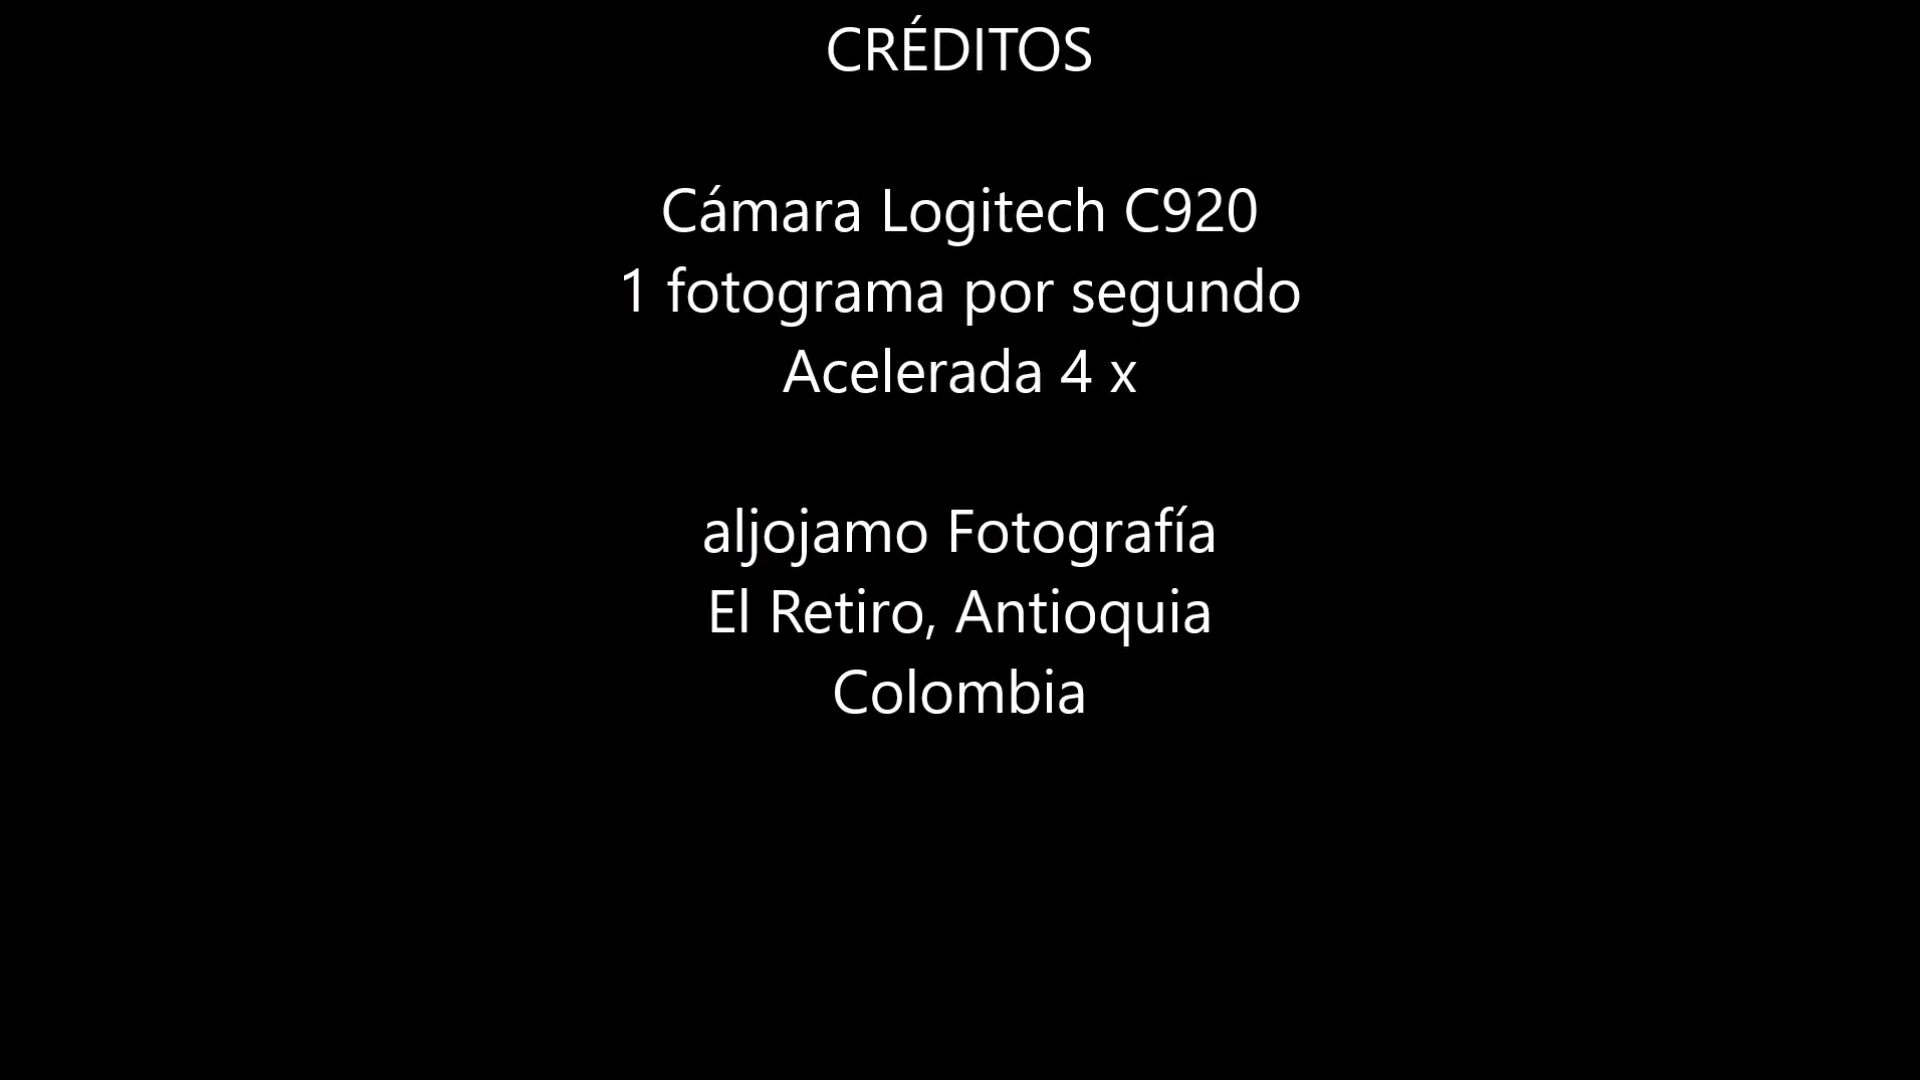 CRÉDITOS
Cámara Logitech C920
1 fotograma por segundo
Acelerada 4 x
aljojamo Fotografía
El Retiro, Antioquia
Colombia